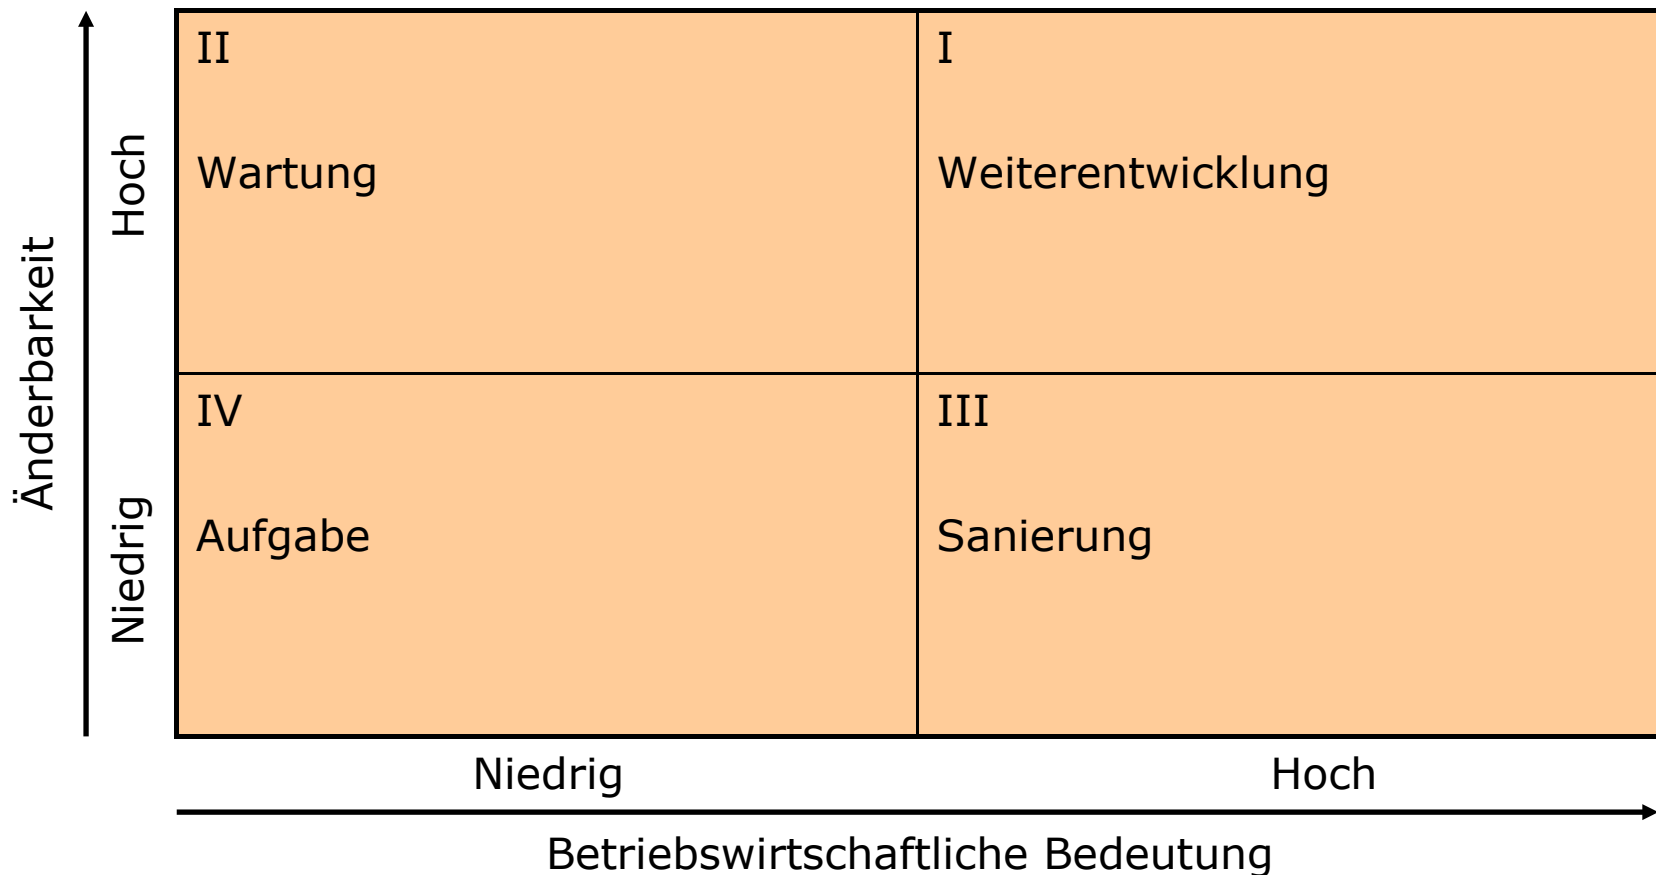 II
I
Wartung
Weiterentwicklung
Hoch
Änderbarkeit
IV
III
Aufgabe
Sanierung
Niedrig
Niedrig
Hoch
Betriebswirtschaftliche Bedeutung